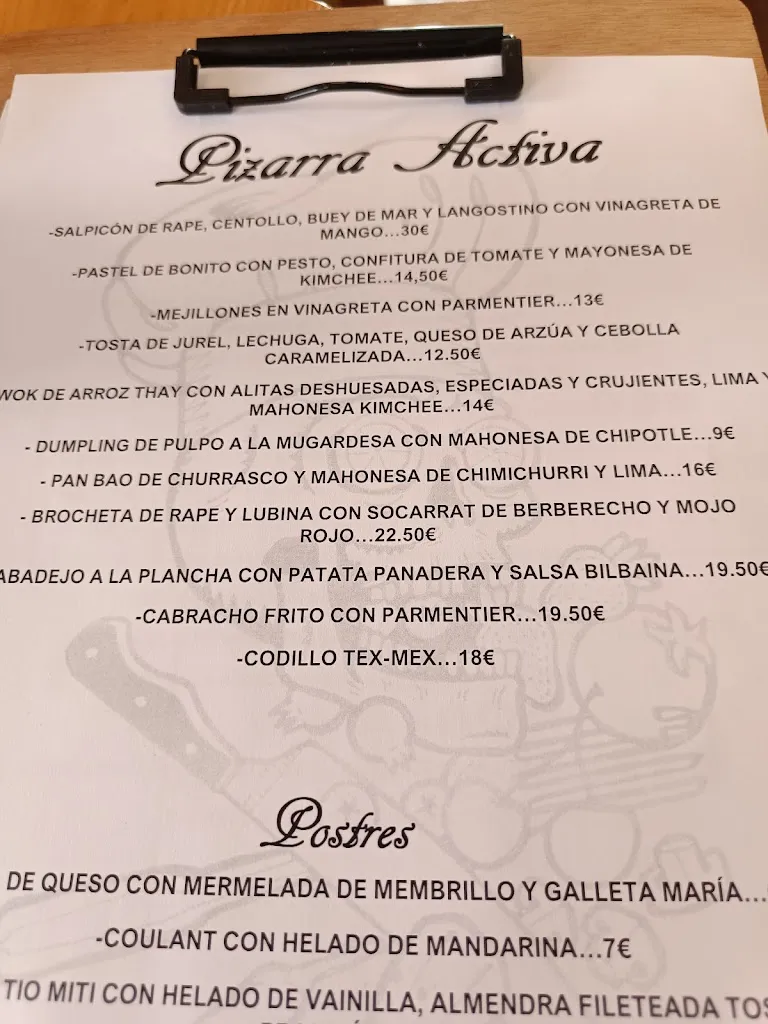 Pizarra Activa
-SALPICÓN DE RAPE, CENTOLLO, BUEY DE MAR Y LANGOSTINO CON VINAGRETA DE
MANGO...30€
-PASTEL DE BONITO CON PESTO, CONFITURA DE TOMATE Y MAYONESA DE
KIMCHEE...14,50€
-MEJILLONES EN VINAGRETA CON PARMENTIER...13€
-TOSTA DE JUREL, LECHUGA, TOMATE, QUESO DE ARZÚA Y CEBOLLA
CARAMELIZADA...12.50€
WOK DE ARROZ THAY CON ALITAS DESHUESADAS, ESPECIADAS Y CRUJIENTES, LIMA Y
MAHONESA KIMCHEE...14€
- DUMPLING DE PULPO A LA MUGARDESA CON MAHONESA DE CHIPOTLE...9€
- PAN BAO DE CHURRASCO Y MAHONESA DE CHIMICHURRI Y LIMA...16€
- BROCHETA DE RAPE Y LUBINA CON SOCARRAT DE BERBERECHO Y MOJO
ROJO...22.50€
ABADEJO A LA PLANCHA CON PATATA PANADERA Y SALSA BILBAINA...19.50€
-CABRACHO FRITO CON PARMENTIER...19.50€
-CODILLO TEX-MEX...18€
Postres
DE QUESO CON MERMELADA DE MEMBRILLO Y GALLETA MARÍA...
-COULANT CON HELADO DE MANDARINA...7€
TIO MITI CON HELADO DE VAINILLA, ALMENDRA FILETEADA